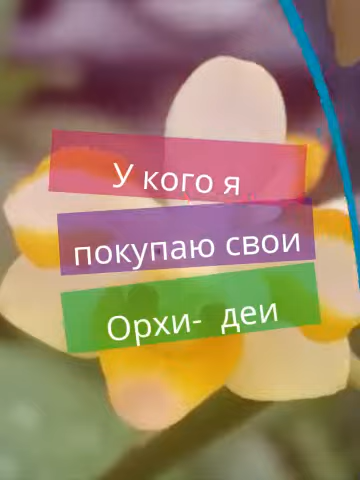 У кого я
покупаю свои
Орхи- деи